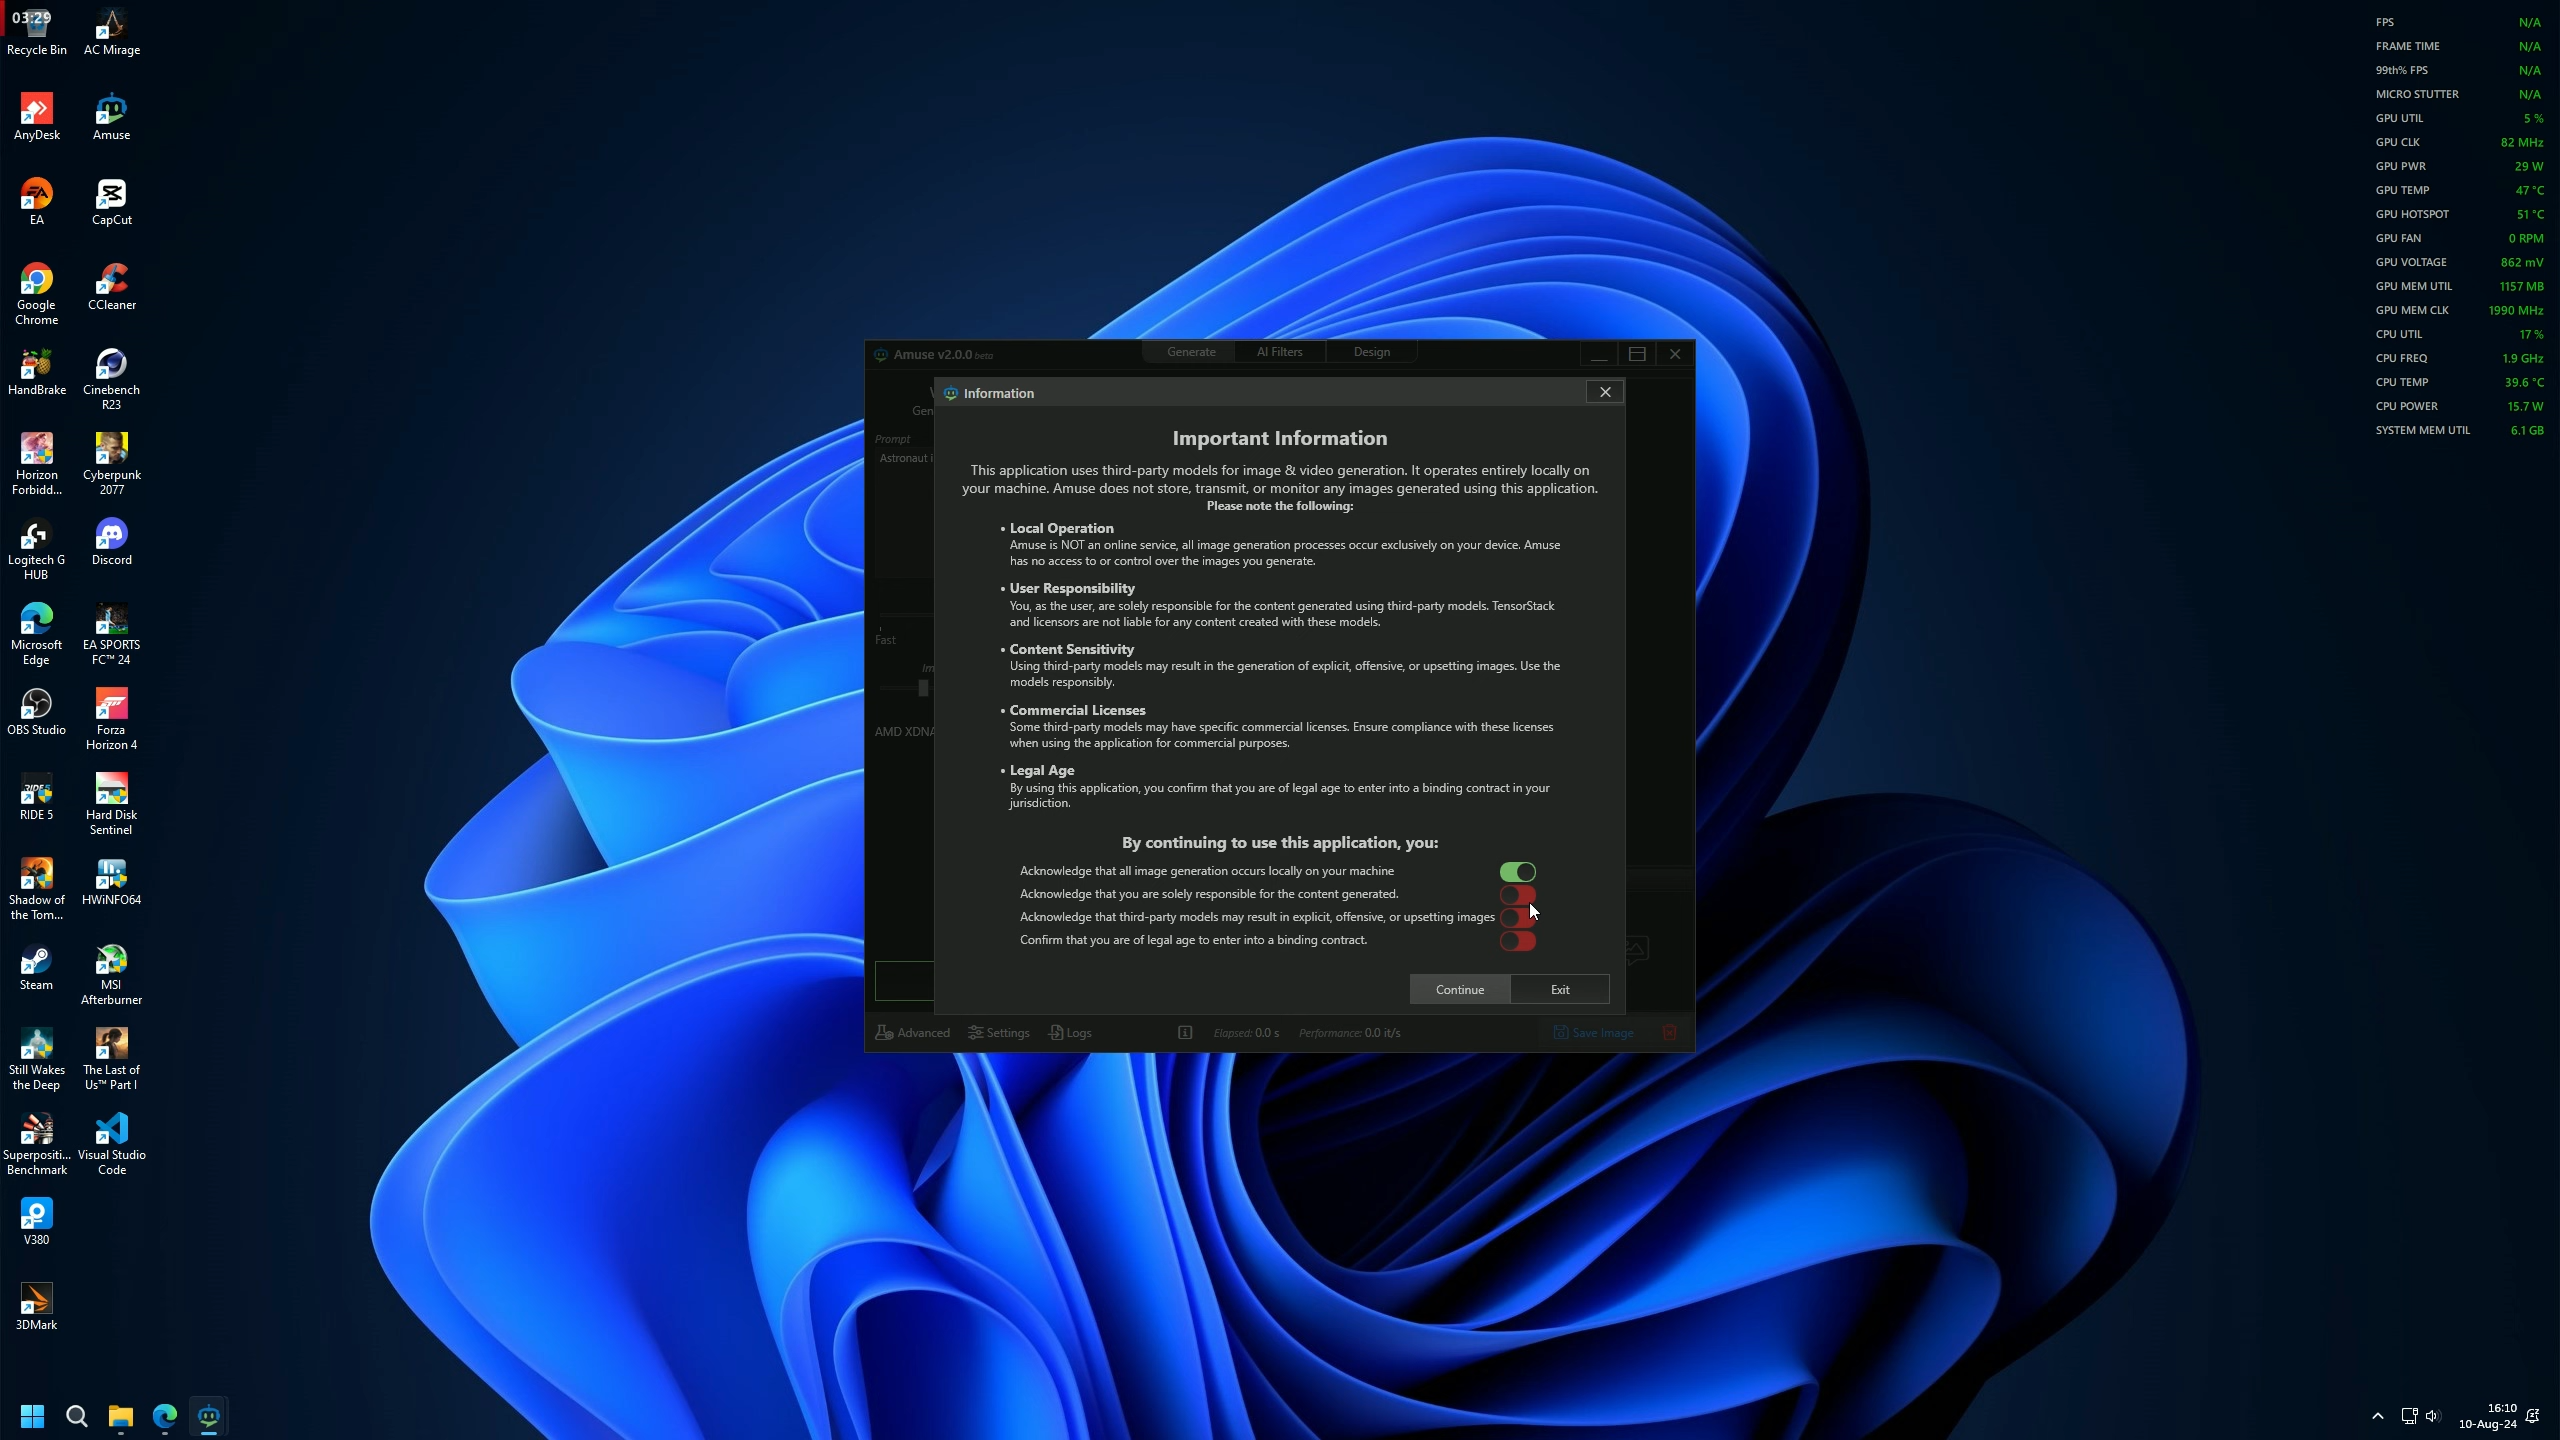 03:29
Recycle Bin
AC Mirage
AnyDesk
Amuse
EA
CapCut
Google
Chrome
CCleaner
HandBrake
Cinebench
R23
Horizon
Forbidd...
Cyberpunk
2077
Logitech G
HUB
Discord
Microsoft
Edge
EA SPORTS
FC™ 24
OBS Studio
Forza
Horizon 4
RIDE 5
Hard Disk
Sentinel
Shadow of
the Tom...
HWiNFO64
Steam
MSI
Afterburner
Still Wakes
the Deep
The Last of
Us™ Part I
Superpositi...
Benchmark
Visual Studio
Code
V380
3DMark
Amuse v2.0.0 beta
Generate
AI Filters
Design
Gen
Prompt
Astronaut i
Fast
Im
AMD XDNA
Information
Important Information
This application uses third-party models for image & video generation. It operates entirely locally on
your machine. Amuse does not store, transmit, or monitor any images generated using this application.
Please note the following:
• Local Operation
Amuse is NOT an online service, all image generation processes occur exclusively on your device. Amuse
has no access to or control over the images you generate.
• User Responsibility
You, as the user, are solely responsible for the content generated using third-party models. TensorStack
and licensors are not liable for any content created with these models.
• Content Sensitivity
Using third-party models may result in the generation of explicit, offensive, or upsetting images. Use the
models responsibly.
• Commercial Licenses
Some third-party models may have specific commercial licenses. Ensure compliance with these licenses
when using the application for commercial purposes.
• Legal Age
By using this application, you confirm that you are of legal age to enter into a binding contract in your
jurisdiction.
By continuing to use this application, you:
Acknowledge that all image generation occurs locally on your machine
Acknowledge that you are solely responsible for the content generated.
Acknowledge that third-party models may result in explicit, offensive, or upsetting images
Confirm that you are of legal age to enter into a binding contract.
Continue
Exit
Advanced
Settings
Logs
Elapsed: 0.0 s
Performance: 0.0 it/s
Save Image
FPS N/A
FRAME TIME N/A
99th% FPS N/A
MICRO STUTTER N/A
GPU UTIL 5 %
GPU CLK 82 MHz
GPU PWR 29 W
GPU TEMP 47 °C
GPU HOTSPOT 51 °C
GPU FAN 0 RPM
GPU VOLTAGE 862 mV
GPU MEM UTIL 1157 MB
GPU MEM CLK 1990 MHz
CPU UTIL 17 %
CPU FREQ 1.9 GHz
CPU TEMP 39.6 °C
CPU POWER 15.7 W
SYSTEM MEM UTIL 6.1 GB
16:10
10-Aug-24